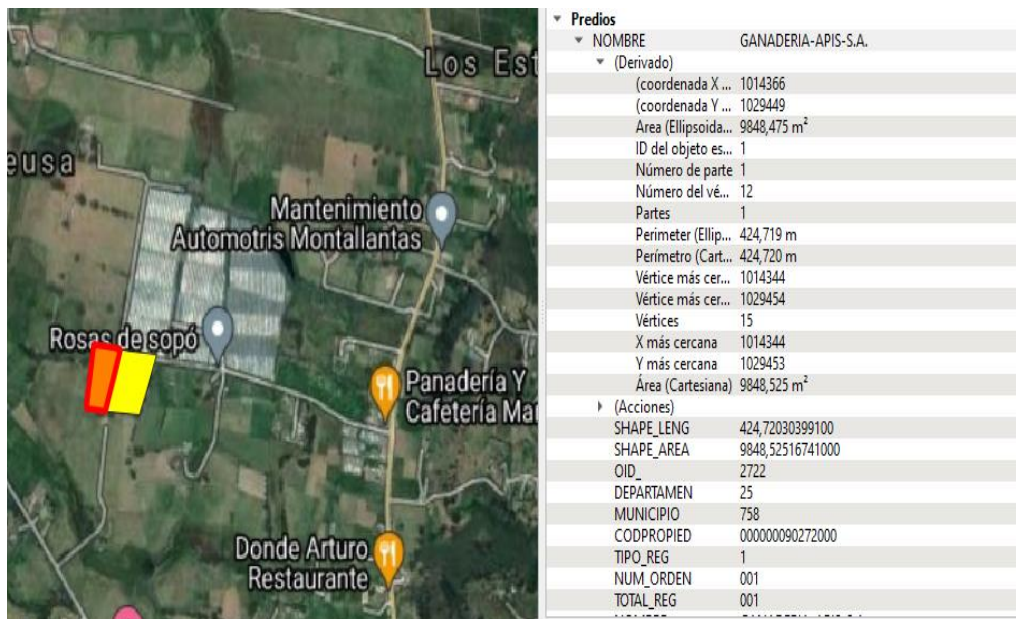 Los Est
eusa
Mantenimiento
Automotris Montallantas
Rosas de sopó
Panadería Y
Cafetería Mar
Donde Arturo
Restaurante
Predios
NOMBRE GANADERIA-APIS-S.A.
(Derivado)
(coordenada X ... 1014366
(coordenada Y ... 1029449
Area (Ellipsoida... 9848,475 m²
ID del objeto es... 1
Número de parte 1
Número del vé... 12
Partes 1
Perimeter (Ellip... 424,719 m
Perímetro (Cart... 424,720 m
Vértice más cer... 1014344
Vértice más cer... 1029454
Vértices 15
X más cercana 1014344
Y más cercana 1029453
Área (Cartesiana) 9848,525 m²
(Acciones)
SHAPE_LENG 424,72030399100
SHAPE_AREA 9848,52516741000
OID_ 2722
DEPARTAMEN 25
MUNICIPIO 758
CODPROPIED 000000090272000
TIPO_REG 1
NUM_ORDEN 001
TOTAL_REG 001